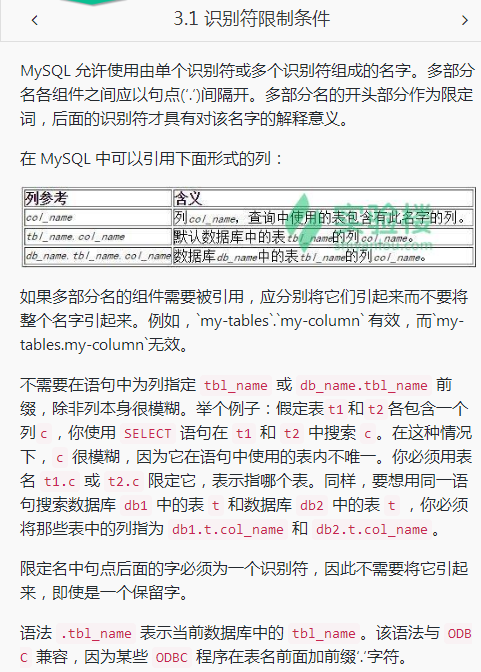 3.1 识别符限制条件
MySQL 允许使用由单个识别符或多个识别符组成的名字。多部分
名各组件之间应以句点(‘.’)间隔开。多部分名的开头部分作为限定
词，后面的识别符才具有对该名字的解释意义。
在 MySQL 中可以引用下面形式的列：
列参考 含义
col_name 列col_name，查询中使用的表包含有此名字的列。
tbl_name.col_name 默认数据库中的表tbl_name的列col_name。
db_name.tbl_name.col_name 数据库db_name中的表tbl_name的列col_name。
实验楼
如果多部分名的组件需要被引用，应分别将它们引起来而不要将
整个名字引起来。例如，`my-tables`.`my-column` 有效，而`my-
tables.my-column`无效。
不需要在语句中为列指定 tbl_name 或 db_name.tbl_name 前
缀，除非列本身很模糊。举个例子：假定表 t1 和 t2 各包含一个
列 c ，你使用 SELECT 语句在 t1 和 t2 中搜索 c 。在这种情况
下， c 很模糊，因为它在语句中使用的表内不唯一。你必须用表
名 t1.c 或 t2.c 限定它，表示指哪个表。同样，要想用同一语
句搜索数据库 db1 中的表 t 和数据库 db2 中的表 t ，你必须
将那些表中的列指为 db1.t.col_name 和 db2.t.col_name 。
限定名中句点后面的字必须为一个识别符，因此不需要将它引起
来，即使是一个保留字。
语法 .tbl_name 表示当前数据库中的 tbl_name 。该语法与 ODB
C 兼容，因为某些 ODBC 程序在表名前面加前缀‘.’字符。